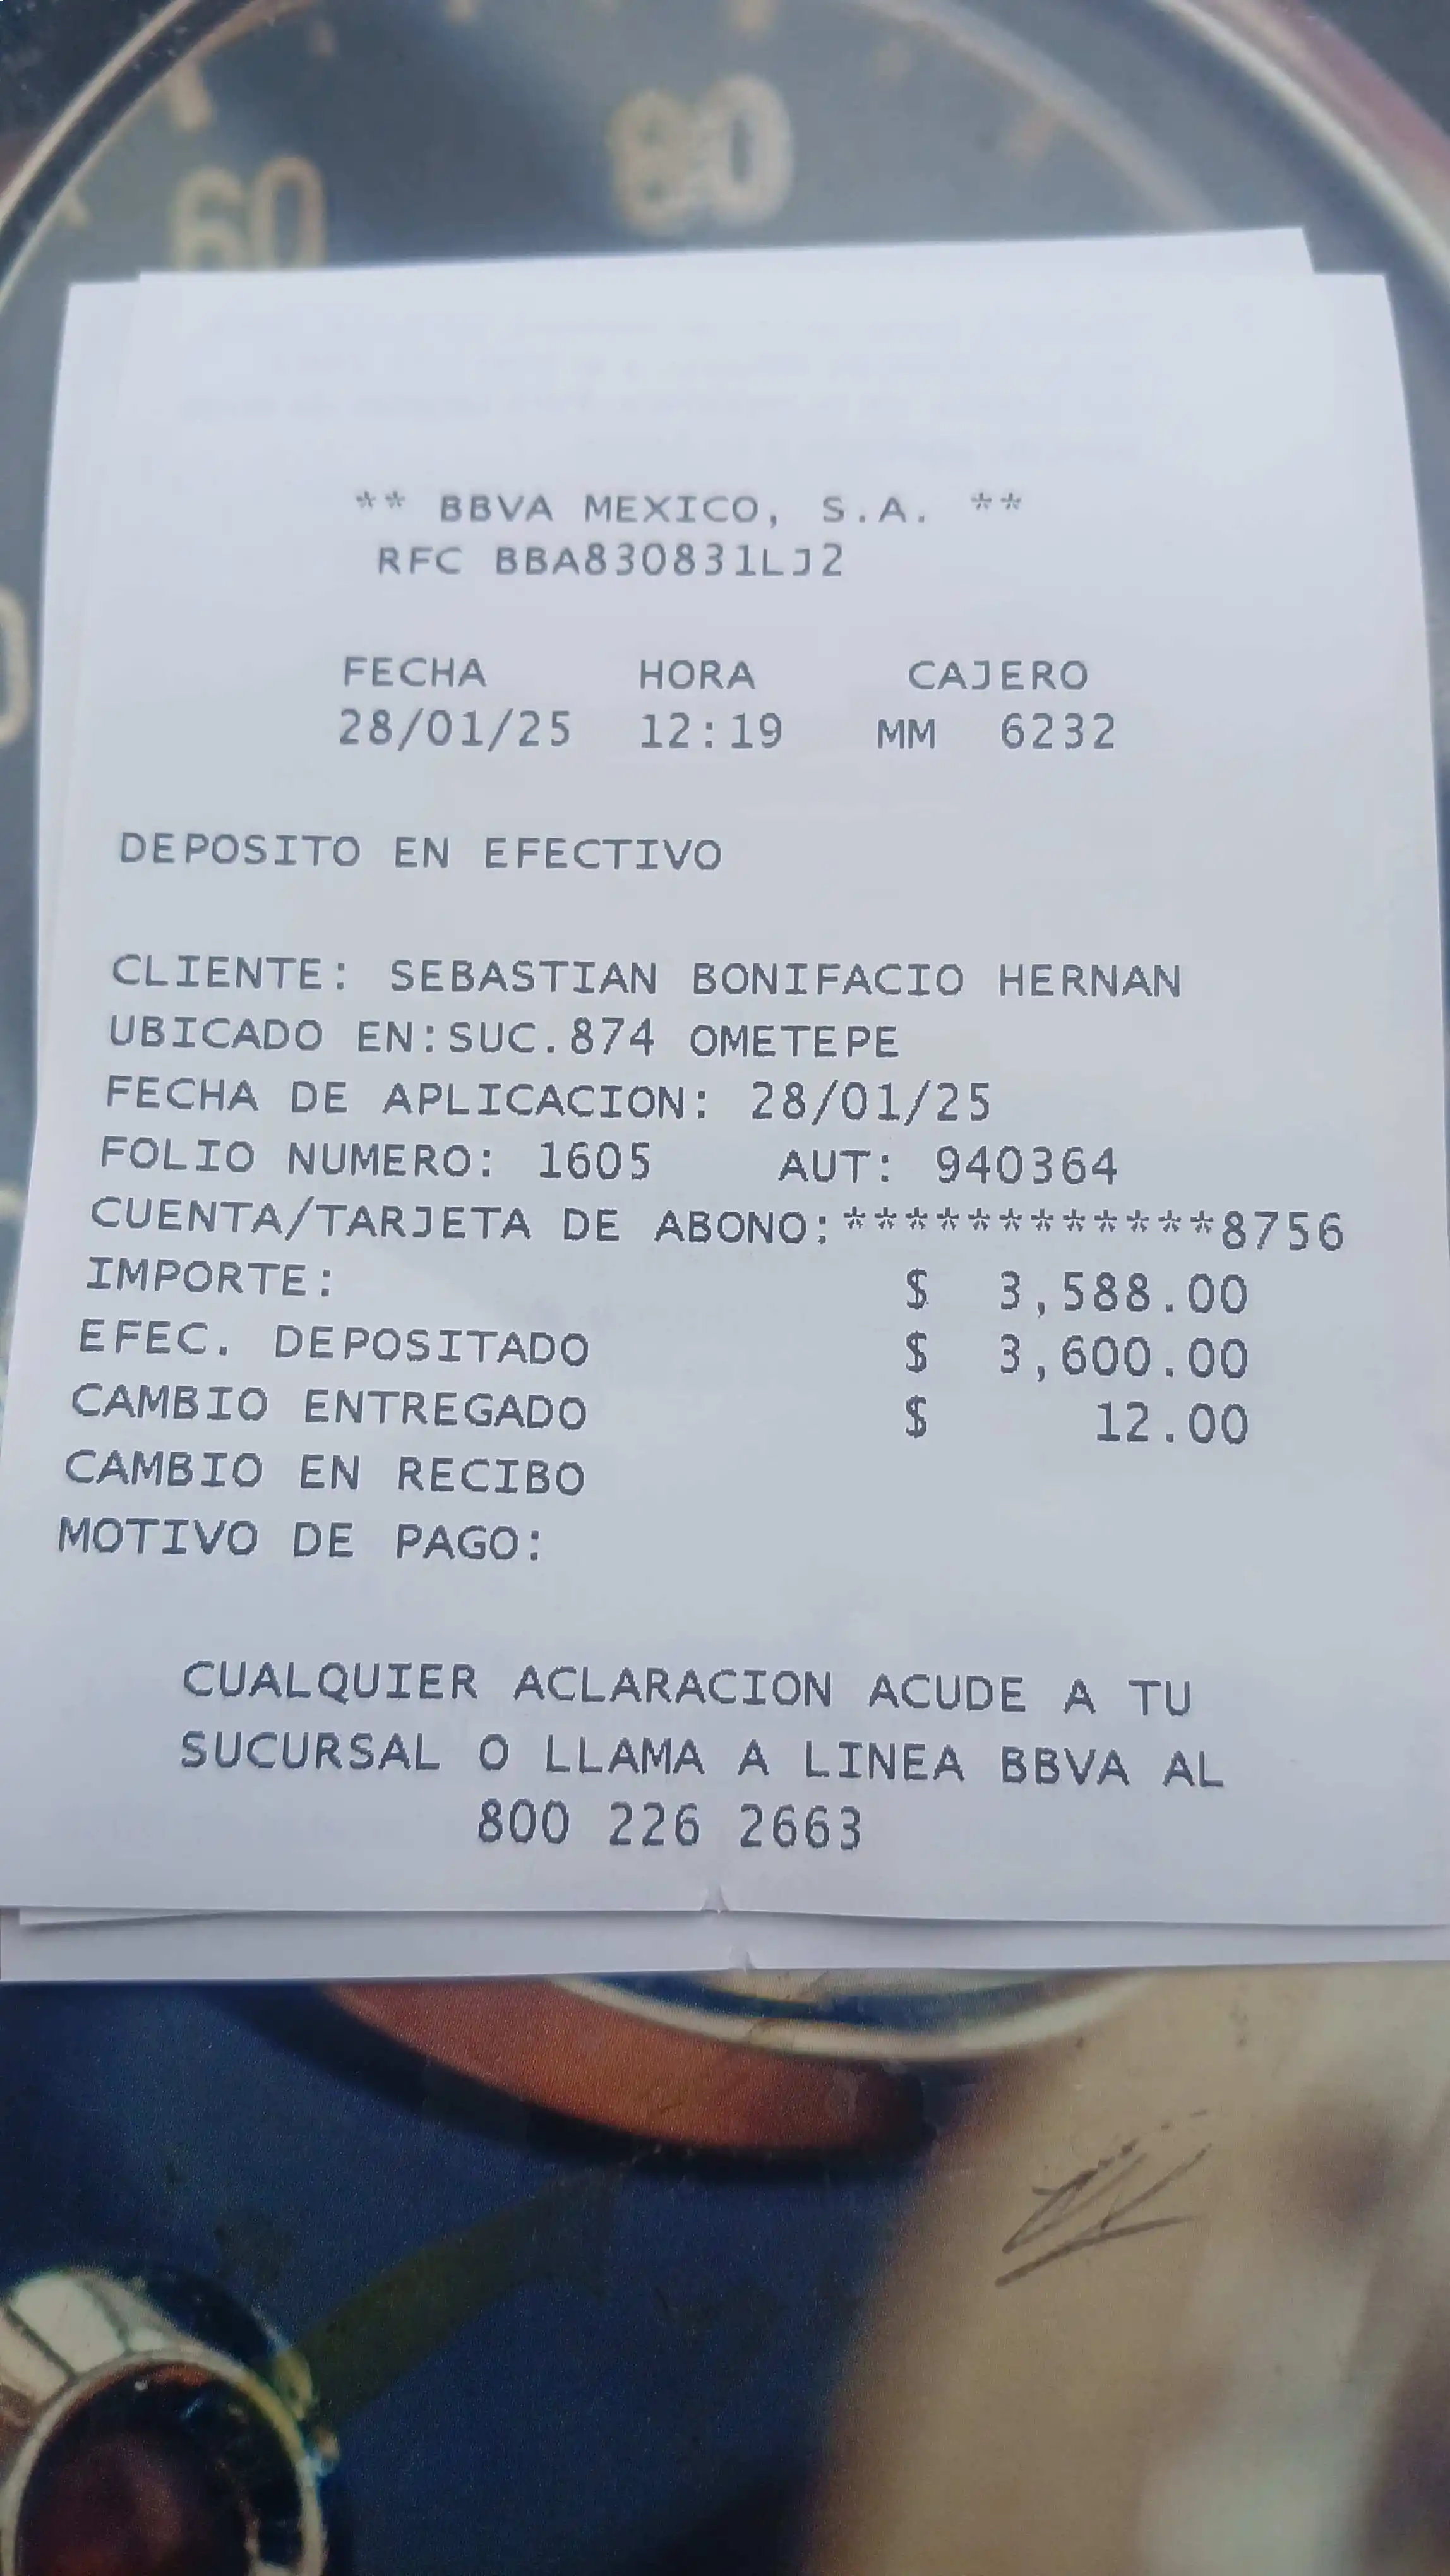 60
80
** BBVA MEXICO, S.A. **
RFC BBA830831LJ2
FECHA HORA CAJERO
28/01/25 12:19 MM 6232
DEPOSITO EN EFECTIVO
CLIENTE: SEBASTIAN BONIFACIO HERNAN
UBICADO EN:SUC.874 OMETEPE
FECHA DE APLICACION: 28/01/25
FOLIO NUMERO: 1605 AUT: 940364
CUENTA/TARJETA DE ABONO:************8756
IMPORTE: $ 3,588.00
EFEC. DEPOSITADO $ 3,600.00
CAMBIO ENTREGADO $ 12.00
CAMBIO EN RECIBO
MOTIVO DE PAGO:
CUALQUIER ACLARACION ACUDE A TU
SUCURSAL O LLAMA A LINEA BBVA AL
800 226 2663